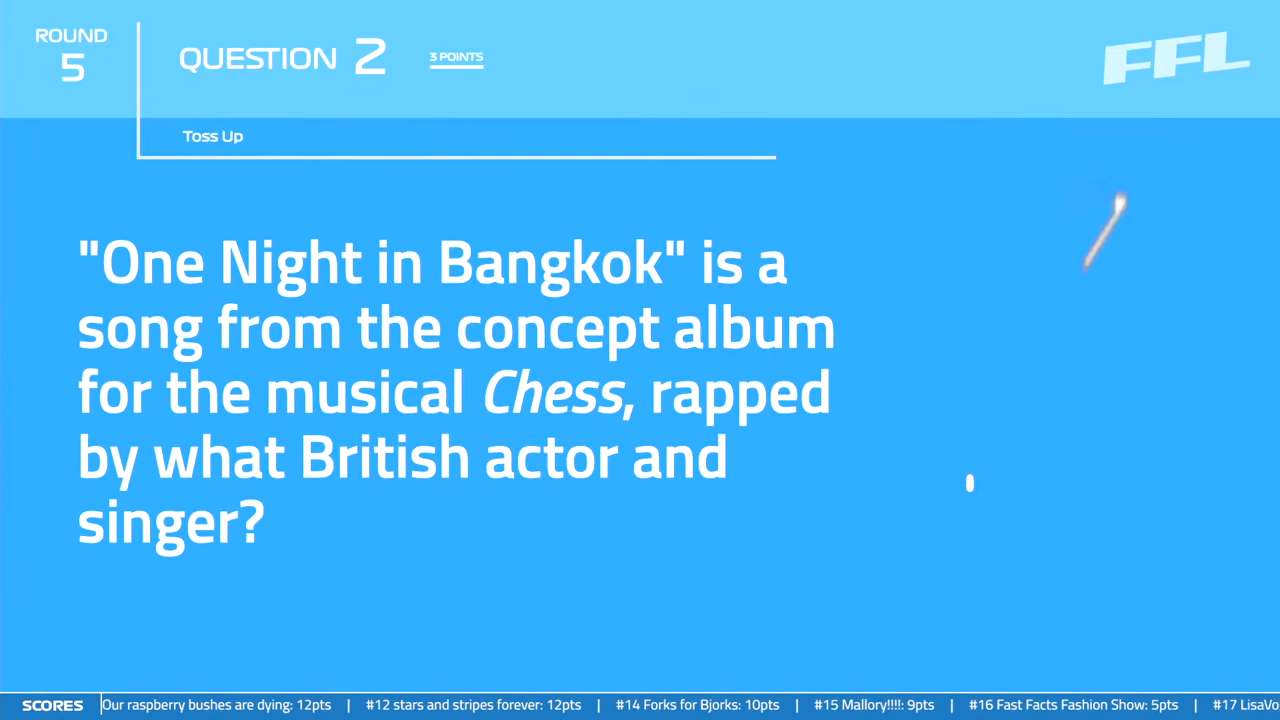 ROUND
5
QUESTION 2
3 POINTS
FFL
Toss Up
"One Night in Bangkok" is a
song from the concept album
for the musical Chess, rapped
by what British actor and
singer?
SCORES Our raspberry bushes are dying: 12pts | #12 stars and stripes forever: 12pts | #14 Forks for Bjorks: 10pts | #15 Mallory!!!!: 9pts | #16 Fast Facts Fashion Show: 5pts | #17 LisaVo